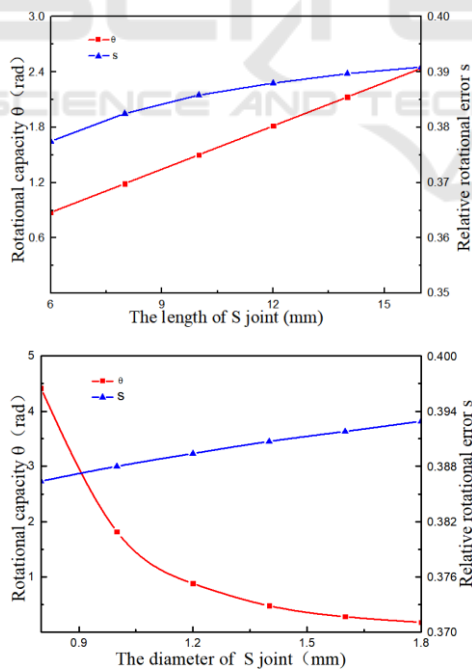 3.0
0.40
θ
S
2.4
0.39
SCIENCE AND TEC
1.8
0.38
1.2
0.37
0.6
0.36
0.35
Rotational capacity θ (rad)
Relative rotational error s
6
9
12
15
The length of S joint (mm)
5
0.400
θ
S
4
0.394
3
0.388
2
0.382
1
0.376
0.370
Rotational capacity θ (rad)
Relative rotational error s
0.9
1.2
1.5
1.8
The diameter of S joint (mm)